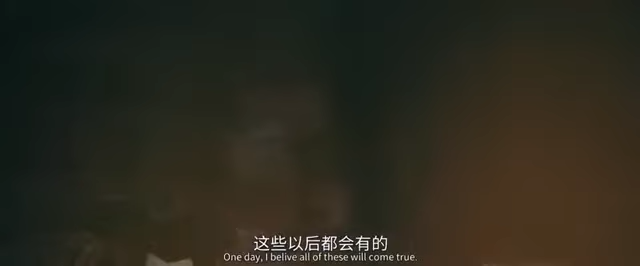 这些以后都会有的
One day, I belive all of these will come true.